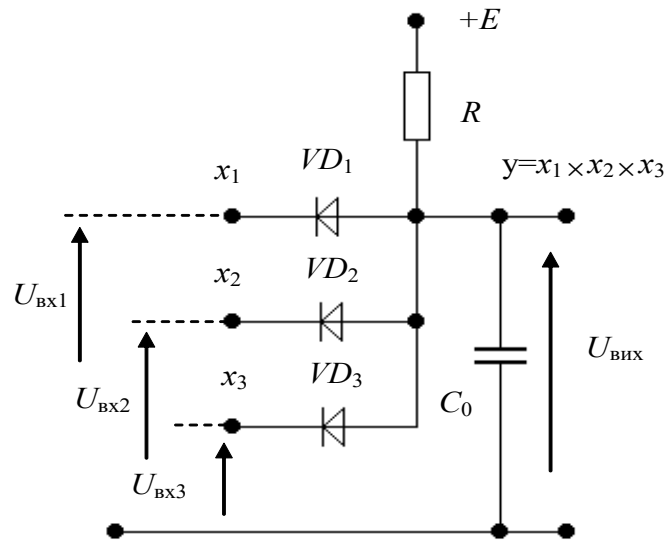 +E
R
x₁
VD₁
y=x₁×x₂×x₃
x₂
VD₂
Uвх1
Uвих
x₃
VD₃
C₀
Uвх2
Uвх3